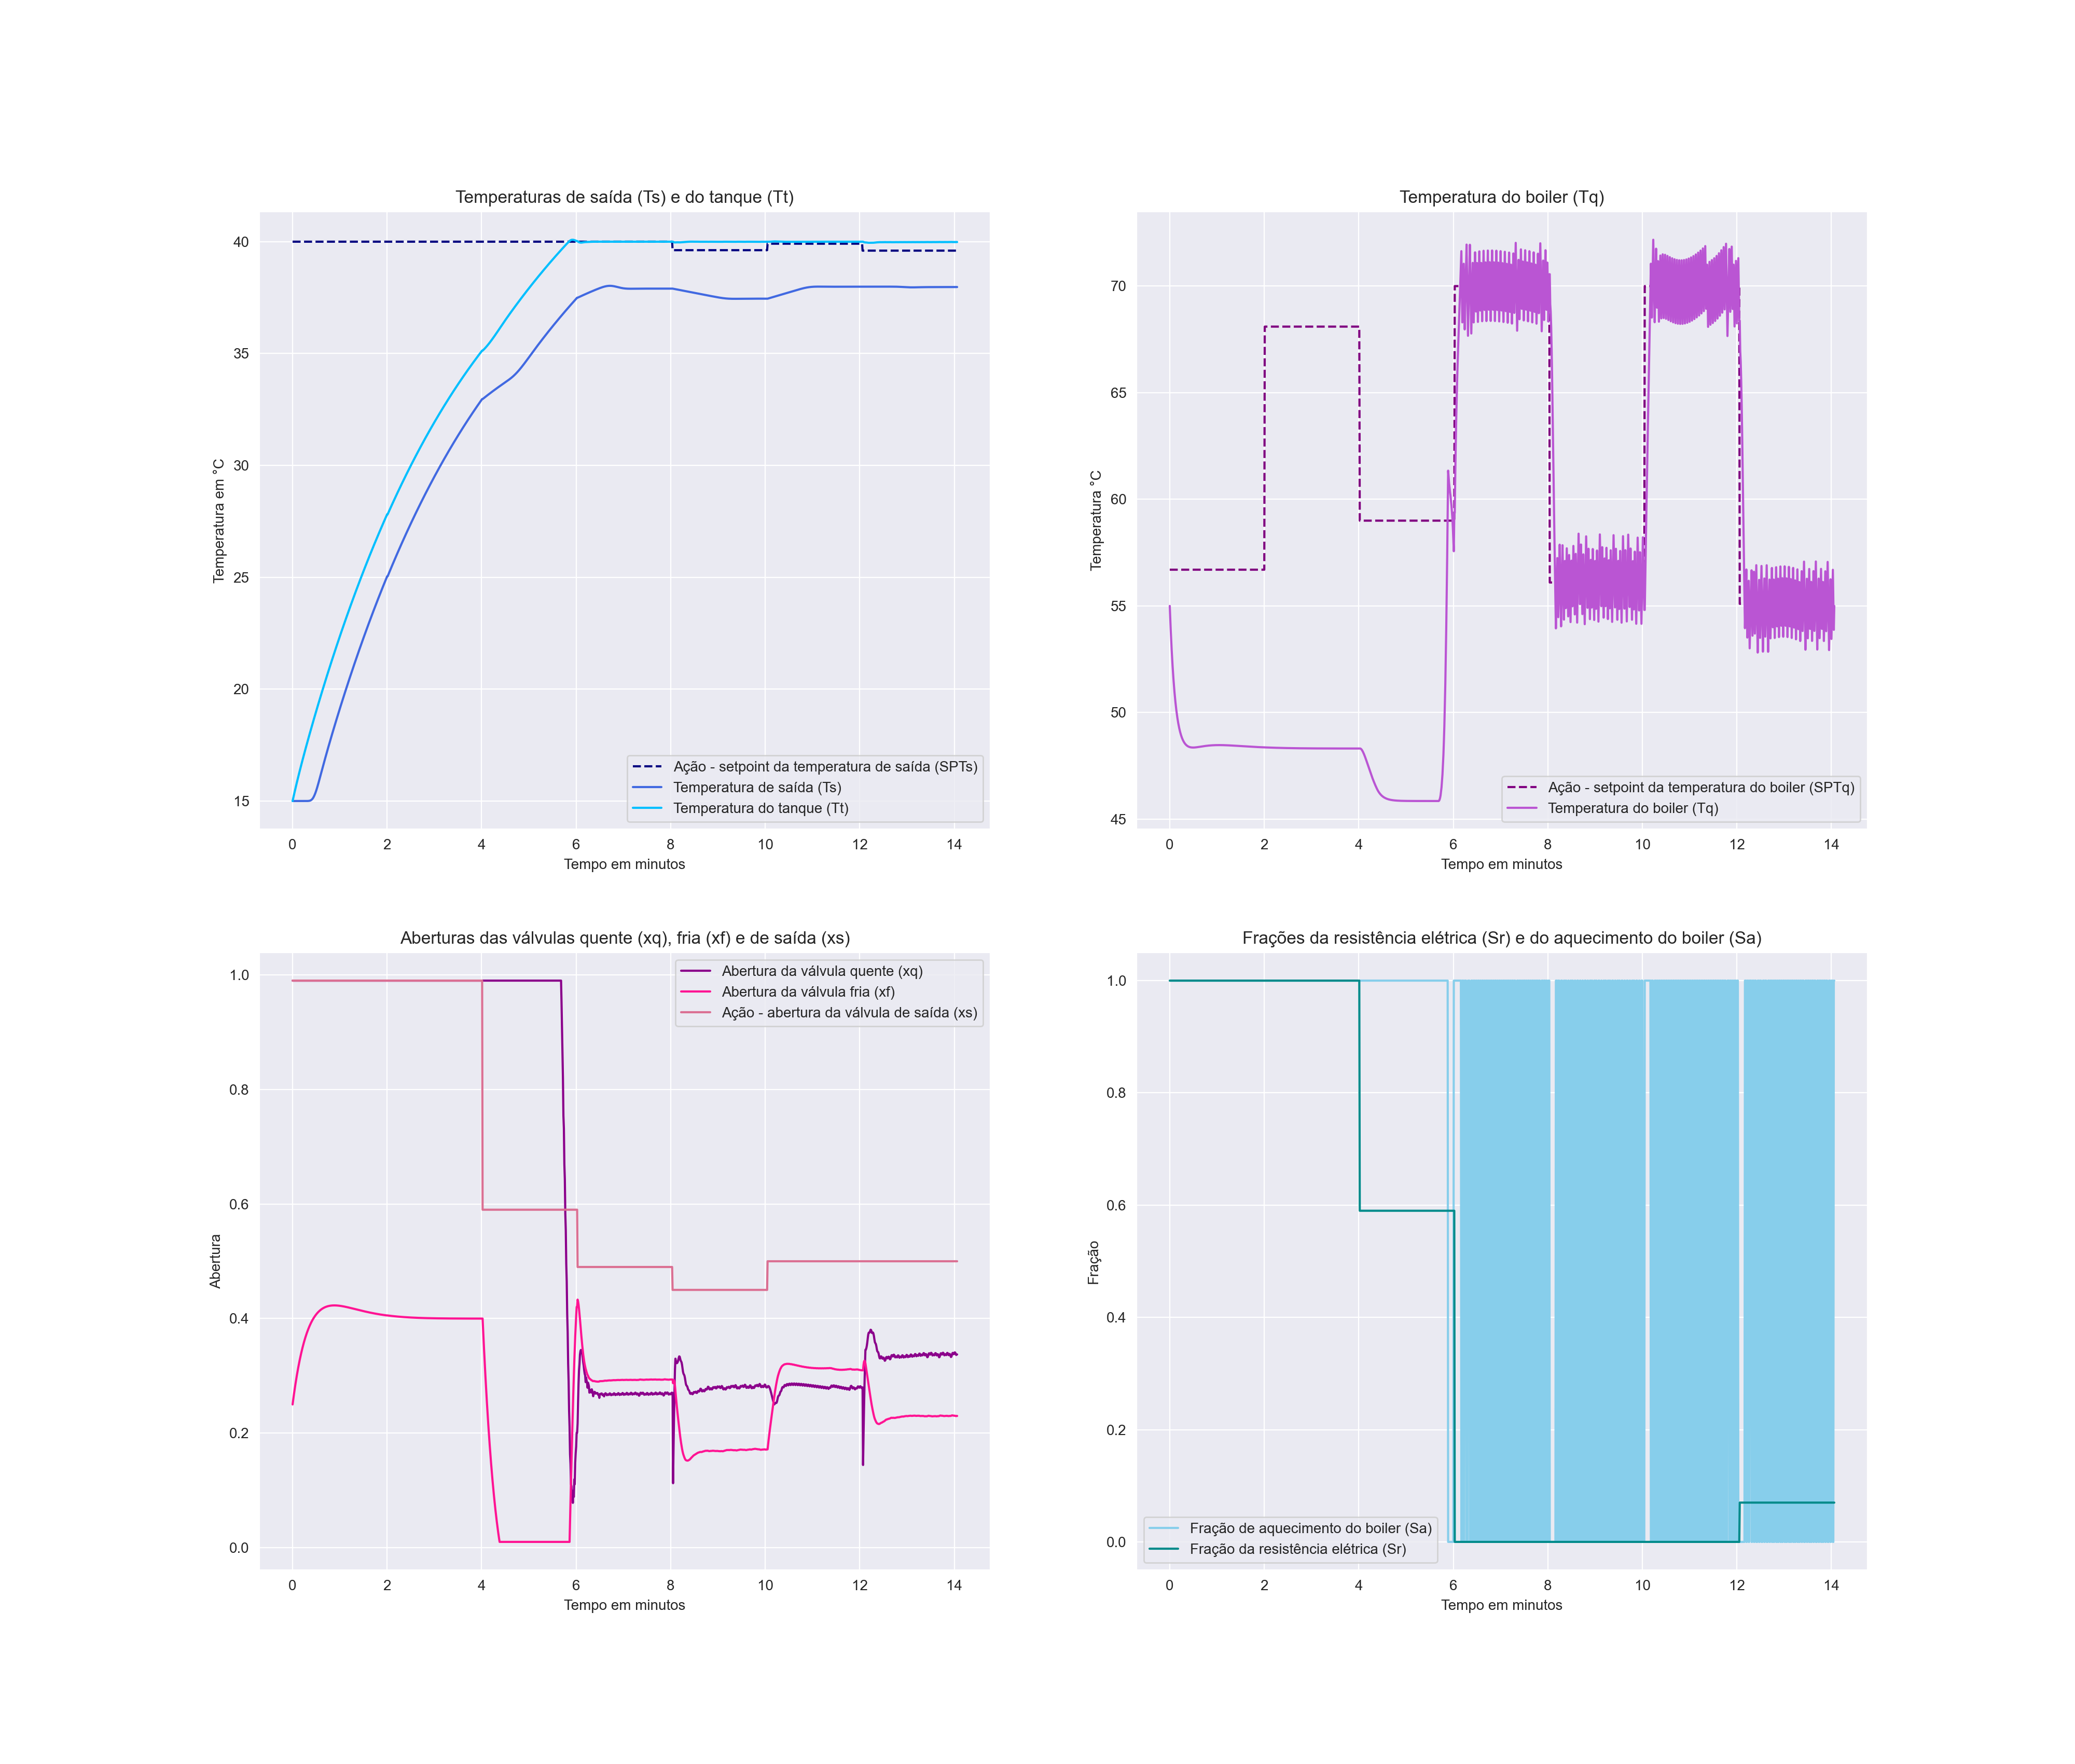 Temperaturas de saída (Ts) e do tanque (Tt)
Temperatura em °C
40
35
30
25
20
15
Ação - setpoint da temperatura de saída (SPTs)
Temperatura de saída (Ts)
Temperatura do tanque (Tt)
0 2 4 6 8 10 12 14
Tempo em minutos
Temperatura do boiler (Tq)
Temperatura °C
70
65
60
55
50
45
Ação - setpoint da temperatura do boiler (SPTq)
Temperatura do boiler (Tq)
0 2 4 6 8 10 12 14
Tempo em minutos
Aberturas das válvulas quente (xq), fria (xf) e de saída (xs)
Abertura
1.0
0.8
0.6
0.4
0.2
0.0
Abertura da válvula quente (xq)
Abertura da válvula fria (xf)
Ação - abertura da válvula de saída (xs)
0 2 4 6 8 10 12 14
Tempo em minutos
Frações da resistência elétrica (Sr) e do aquecimento do boiler (Sa)
Fração
1.0
0.8
0.6
0.4
0.2
0.0
Fração de aquecimento do boiler (Sa)
Fração da resistência elétrica (Sr)
0 2 4 6 8 10 12 14
Tempo em minutos